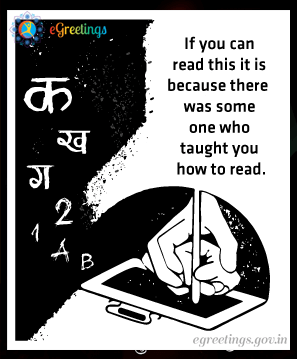 eGreetings
If you can
read this it is
because there
was some
one who
taught you
how to read.
क
ख
ग
2
1
A
B
egreetings.gov.in